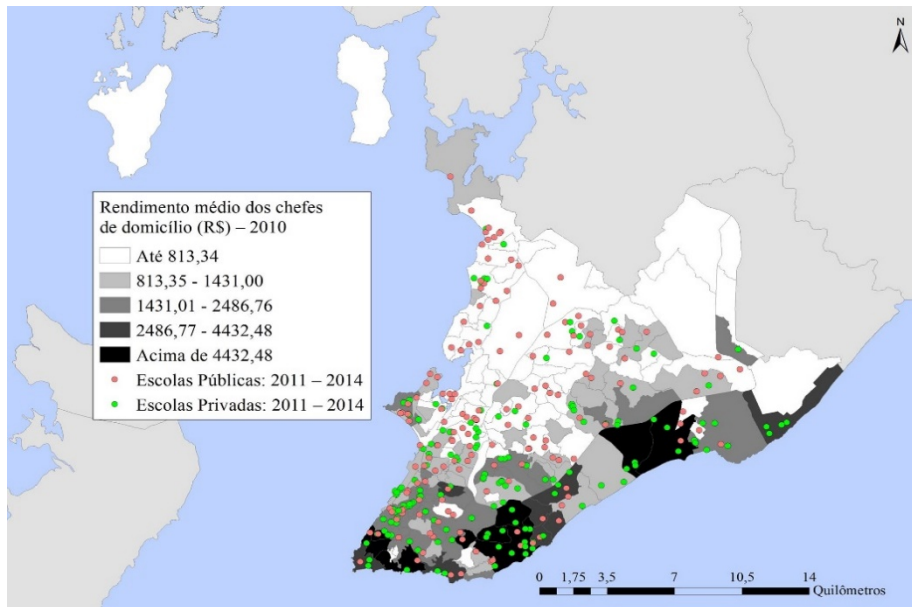 N
Rendimento médio dos chefes
de domicílio (R$) – 2010
Até 813,34
813,35 - 1431,00
1431,01 - 2486,76
2486,77 - 4432,48
Acima de 4432,48
Escolas Públicas: 2011 – 2014
Escolas Privadas: 2011 – 2014
0 1,75 3,5 7 10,5 14
Quilômetros